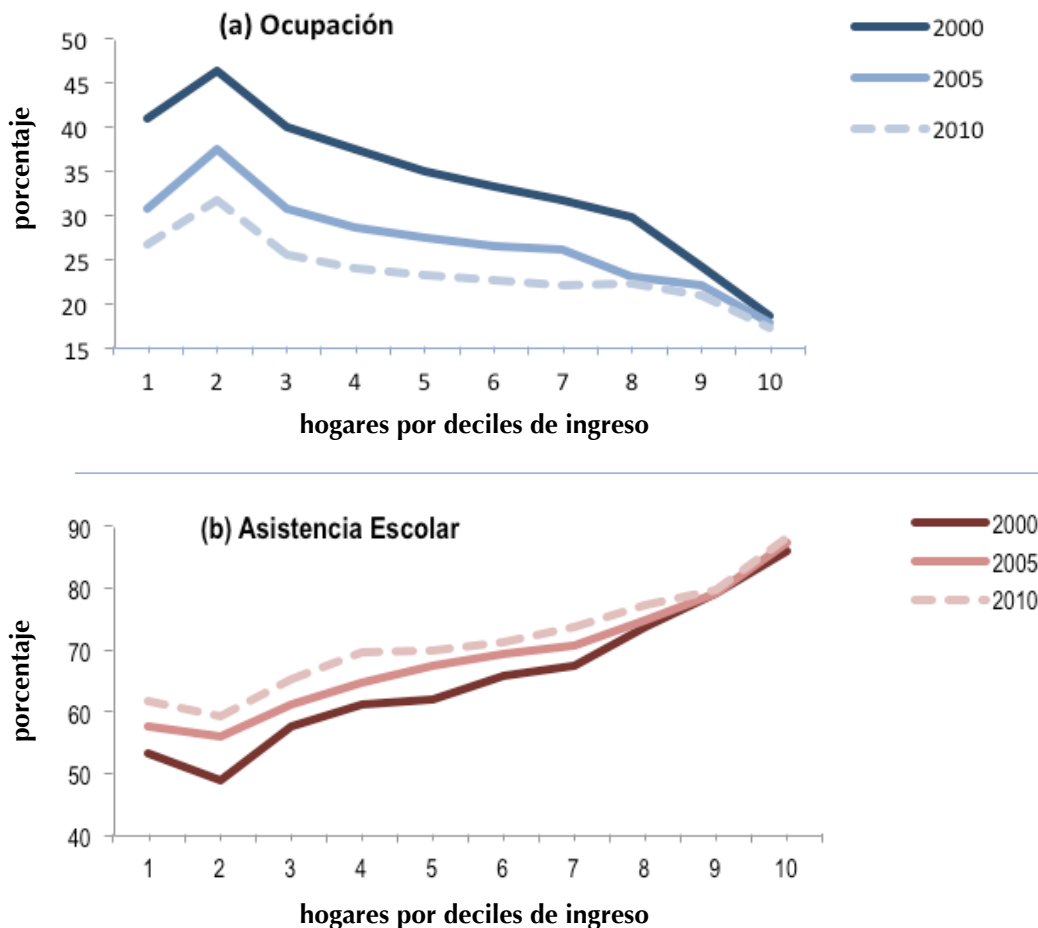 (a) Ocupación
2000
2005
2010
porcentaje
50
45
40
35
30
25
20
15
1 2 3 4 5 6 7 8 9 10
hogares por deciles de ingreso
(b) Asistencia Escolar
2000
2005
2010
porcentaje
90
80
70
60
50
40
1 2 3 4 5 6 7 8 9 10
hogares por deciles de ingreso